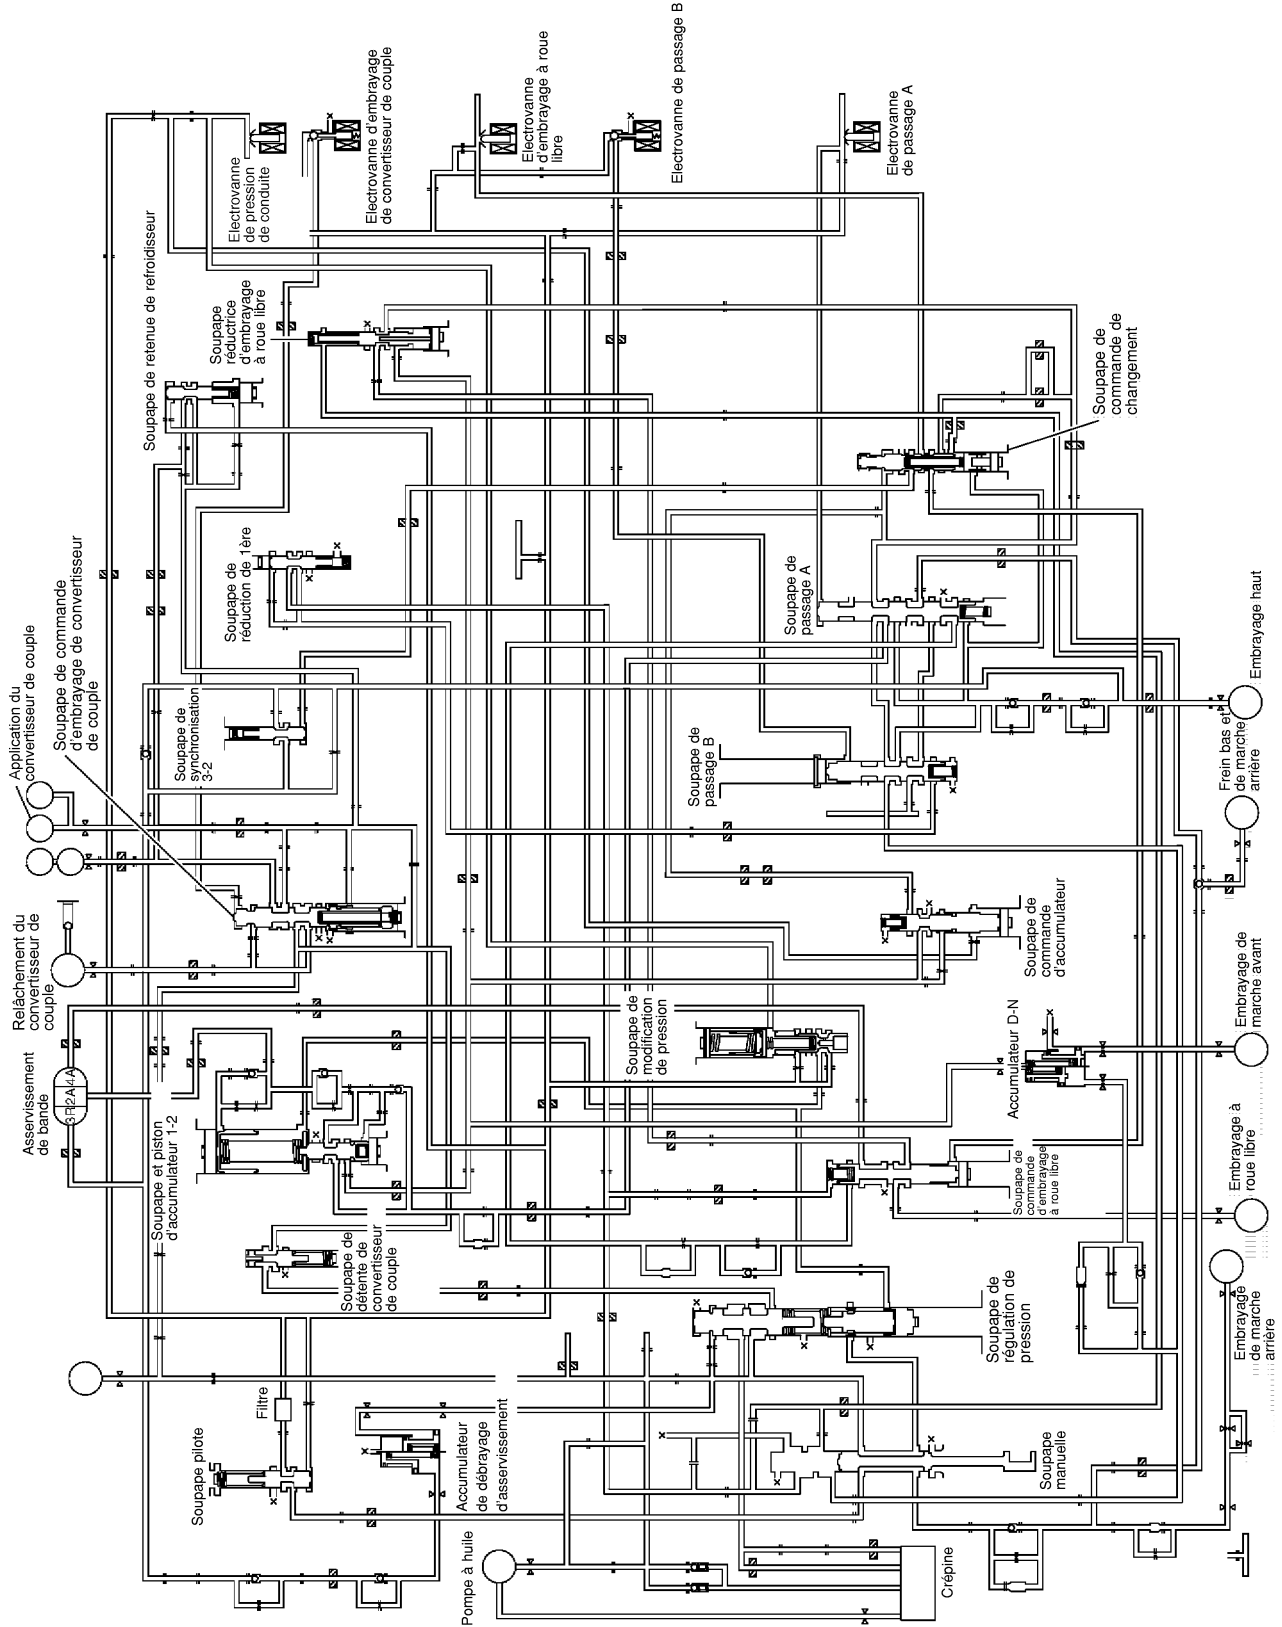 Electrovanne
de pression
de conduite
Electrovanne d'embrayage
de convertisseur de couple
Electrovanne
d'embrayage à roue
libre
Electrovanne de passage B
Electrovanne
de passage A
Soupape de retenue de refroidisseur
Soupape
réductrice
d'embrayage
à roue libre
Soupape de
commande de
changement
Application du
convertisseur de couple
Soupape de commande
d'embrayage de convertisseur
de couple
Soupape de
réduction de 1ère
Soupape de
synchronisation
3-2
Soupape de
passage A
Soupape de
passage B
Embrayage haut
Frein bas et
de marche
arrière
Relâchement du
convertisseur de
couple
Soupape de
commande
d'accumulateur
Asservissement
de bande
3R2A4A
Soupape et piston
d'accumulateur 1-2
Soupape de
modification
de pression
Accumulateur D-N
Embrayage de
marche avant
Soupape de
détente de
convertisseur
de couple
Soupape de
commande
d'embrayage
à roue libre
Embrayage à
roue libre
Soupape de
régulation de
pression
Embrayage
de marche
arrière
Filtre
Soupape pilote
Accumulateur
de débrayage
d'asservissement
Soupape
manuelle
Pompe à huile
Crépine